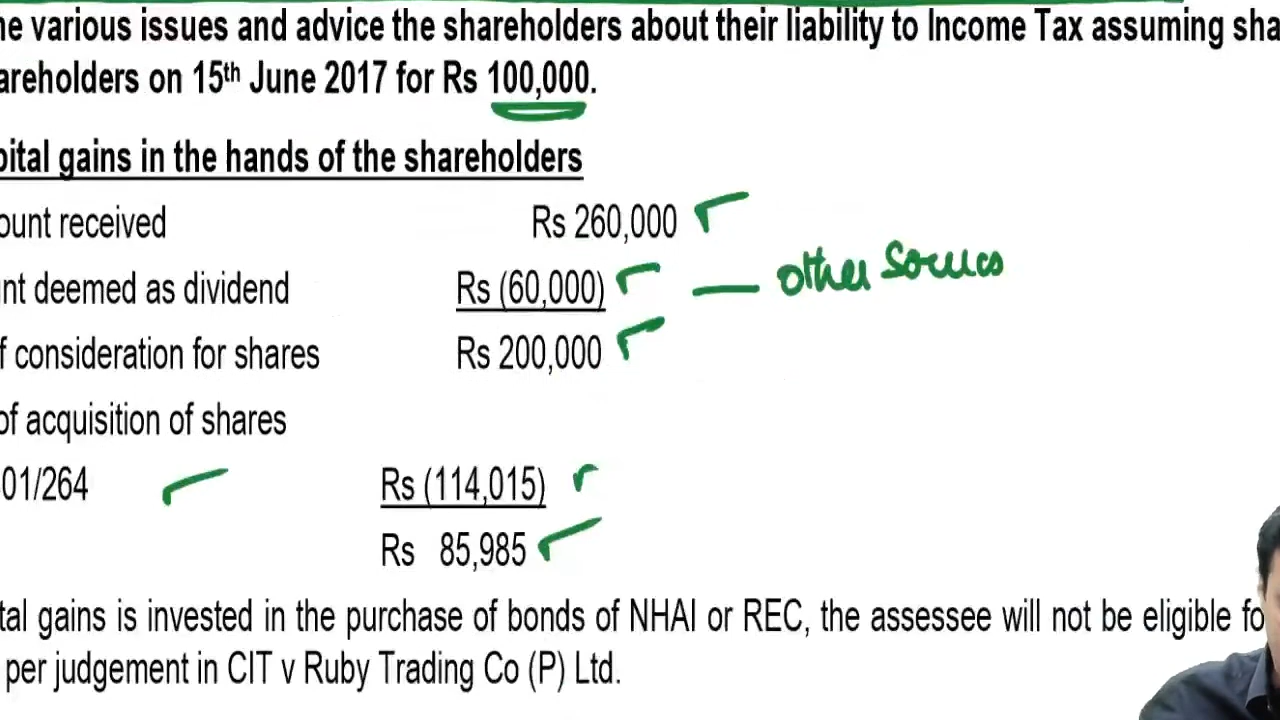 he various issues and advice the shareholders about their liability to Income Tax assuming sha
areholders on 15th June 2017 for Rs 100,000.
pital gains in the hands of the shareholders
ount received Rs 260,000
nt deemed as dividend Rs (60,000) — other Sources
f consideration for shares Rs 200,000
of acquisition of shares
01/264 Rs (114,015)
Rs 85,985
tal gains is invested in the purchase of bonds of NHAI or REC, the assessee will not be eligible fo
per judgement in CIT v Ruby Trading Co (P) Ltd.